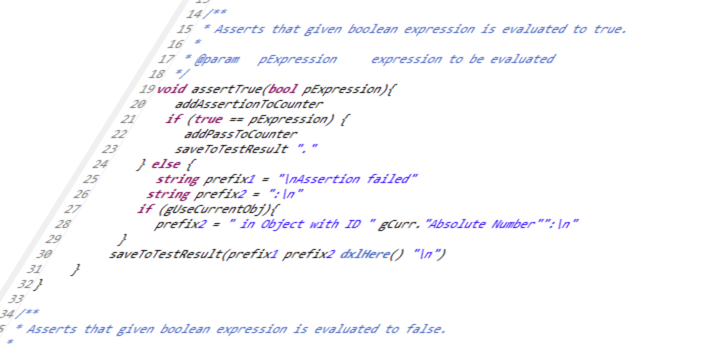 14 /**
15 * Asserts that given boolean expression is evaluated to true.
16 *
17 * @param pExpression expression to be evaluated
18 */
19 void assertTrue(bool pExpression){
20 addAssertionToCounter
21 if (true == pExpression) {
22 addPassToCounter
23 saveToTestResult "."
24 } else {
25 string prefix1 = "\nAssertion failed"
26 string prefix2 = ":\n"
27 if (gUseCurrentObj){
28 prefix2 = " in Object with ID " gCurr."Absolute Number"":\n"
29 }
30 saveToTestResult(prefix1 prefix2 dxlHere() "\n")
31 }
32 }
33
34 /**
* Asserts that given boolean expression is evaluated to false.
*